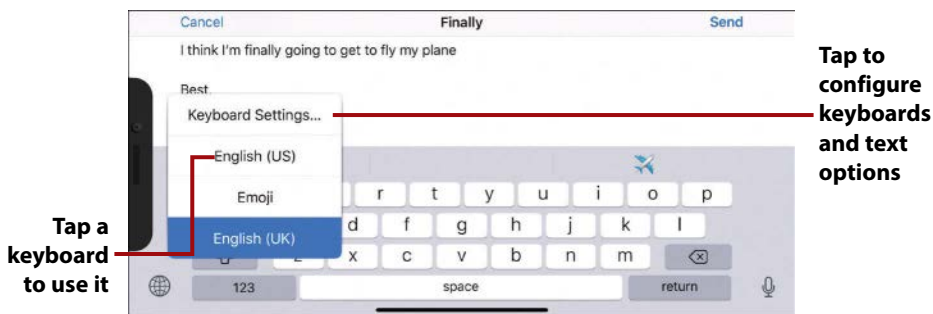 Cancel Finally Send
I think I'm finally going to get to fly my plane
Best,
Keyboard Settings...
English (US)
Emoji
English (UK)
r t y u i o p
d f g h j k l
z x c v b n m
123 space return
Tap to
configure
keyboards
and text
options
Tap a
keyboard
to use it